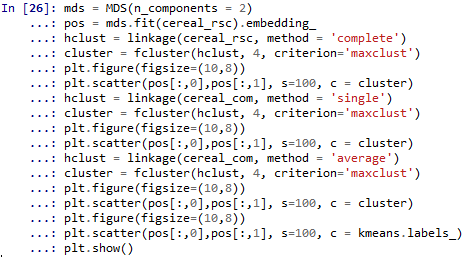 In [26]: mds = MDS(n_components = 2)
...: pos = mds.fit(cereal_rsc).embedding_
...: hclust = linkage(cereal_rsc, method = 'complete')
...: cluster = fcluster(hclust, 4, criterion='maxclust')
...: plt.figure(figsize=(10,8))
...: plt.scatter(pos[:,0],pos[:,1], s=100, c = cluster)
...: hclust = linkage(cereal_com, method = 'single')
...: cluster = fcluster(hclust, 4, criterion='maxclust')
...: plt.figure(figsize=(10,8))
...: plt.scatter(pos[:,0],pos[:,1], s=100, c = cluster)
...: hclust = linkage(cereal_com, method = 'average')
...: cluster = fcluster(hclust, 4, criterion='maxclust')
...: plt.figure(figsize=(10,8))
...: plt.scatter(pos[:,0],pos[:,1], s=100, c = cluster)
...: plt.figure(figsize=(10,8))
...: plt.scatter(pos[:,0],pos[:,1], s=100, c = kmeans.labels_)
...: plt.show()